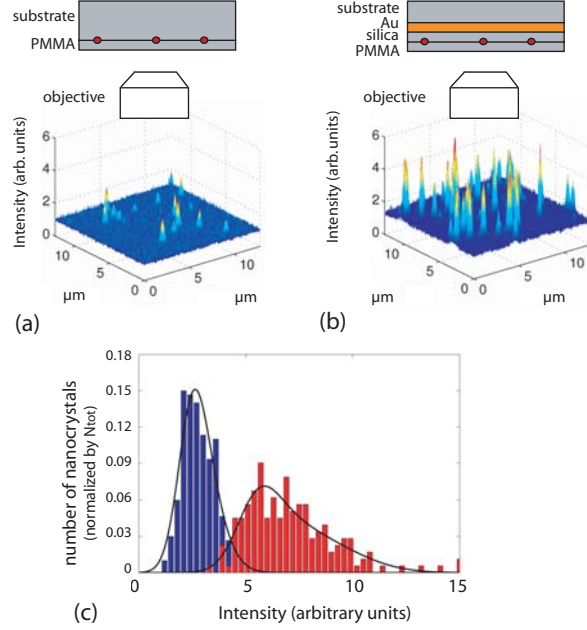 substrate
PMMA
objective
Intensity (arb.units)
6
4
2
0
10
5
0
0
5
10
μm
μm
(a)
substrate
Au
silica
PMMA
objective
Intensity (arb.units)
6
4
2
0
10
5
0
0
5
10
μm
μm
(b)
number of nanocrystals
(normalized by Ntot)
0.18
0.15
0.12
0.09
0.06
0.03
0
0
5
10
15
Intensity (arbitrary units)
(c)